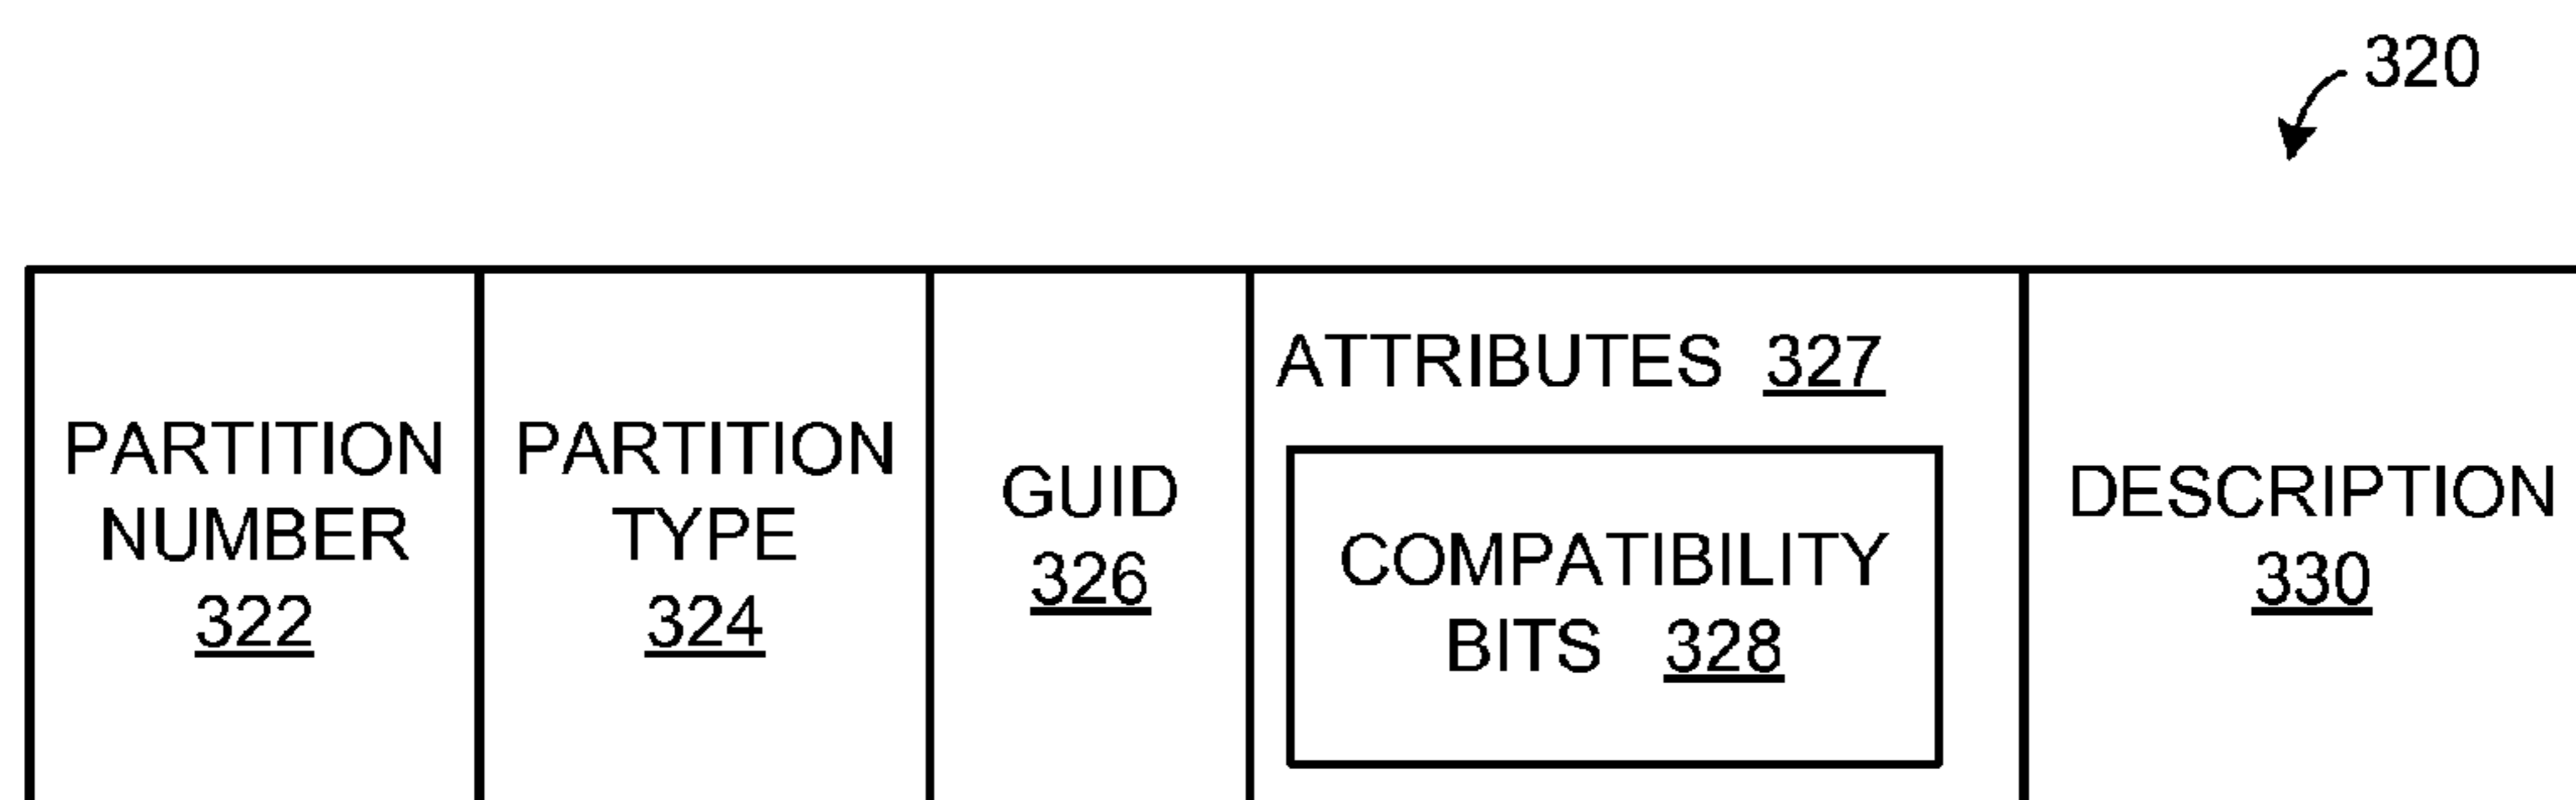 320
PARTITION
NUMBER
322
PARTITION
TYPE
324
GUID
326
ATTRIBUTES 327
COMPATIBILITY
BITS 328
DESCRIPTION
330